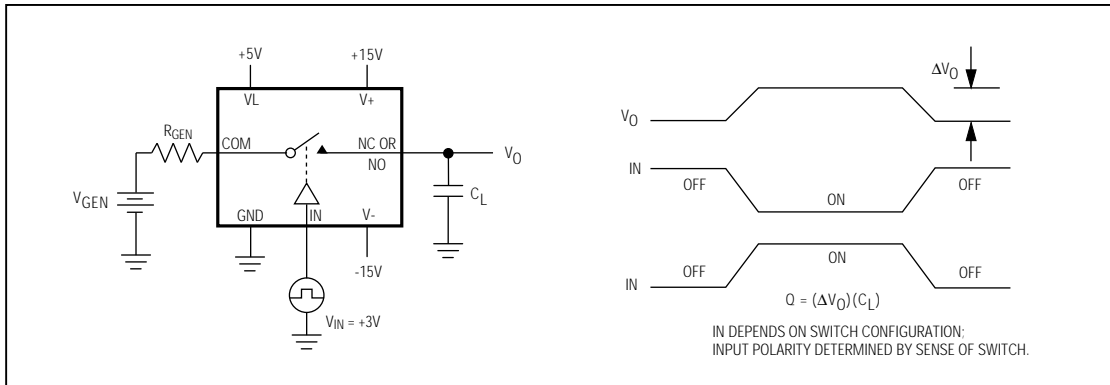 +5V
+15V
VL
V+
RGEN
COM
NC OR
NO
VO
VGEN
CL
GND
IN
V-
-15V
VIN = +3V
ΔVO
VO
IN
OFF
ON
OFF
IN
OFF
ON
OFF
Q = (ΔVO)(CL)
IN DEPENDS ON SWITCH CONFIGURATION;
INPUT POLARITY DETERMINED BY SENSE OF SWITCH.